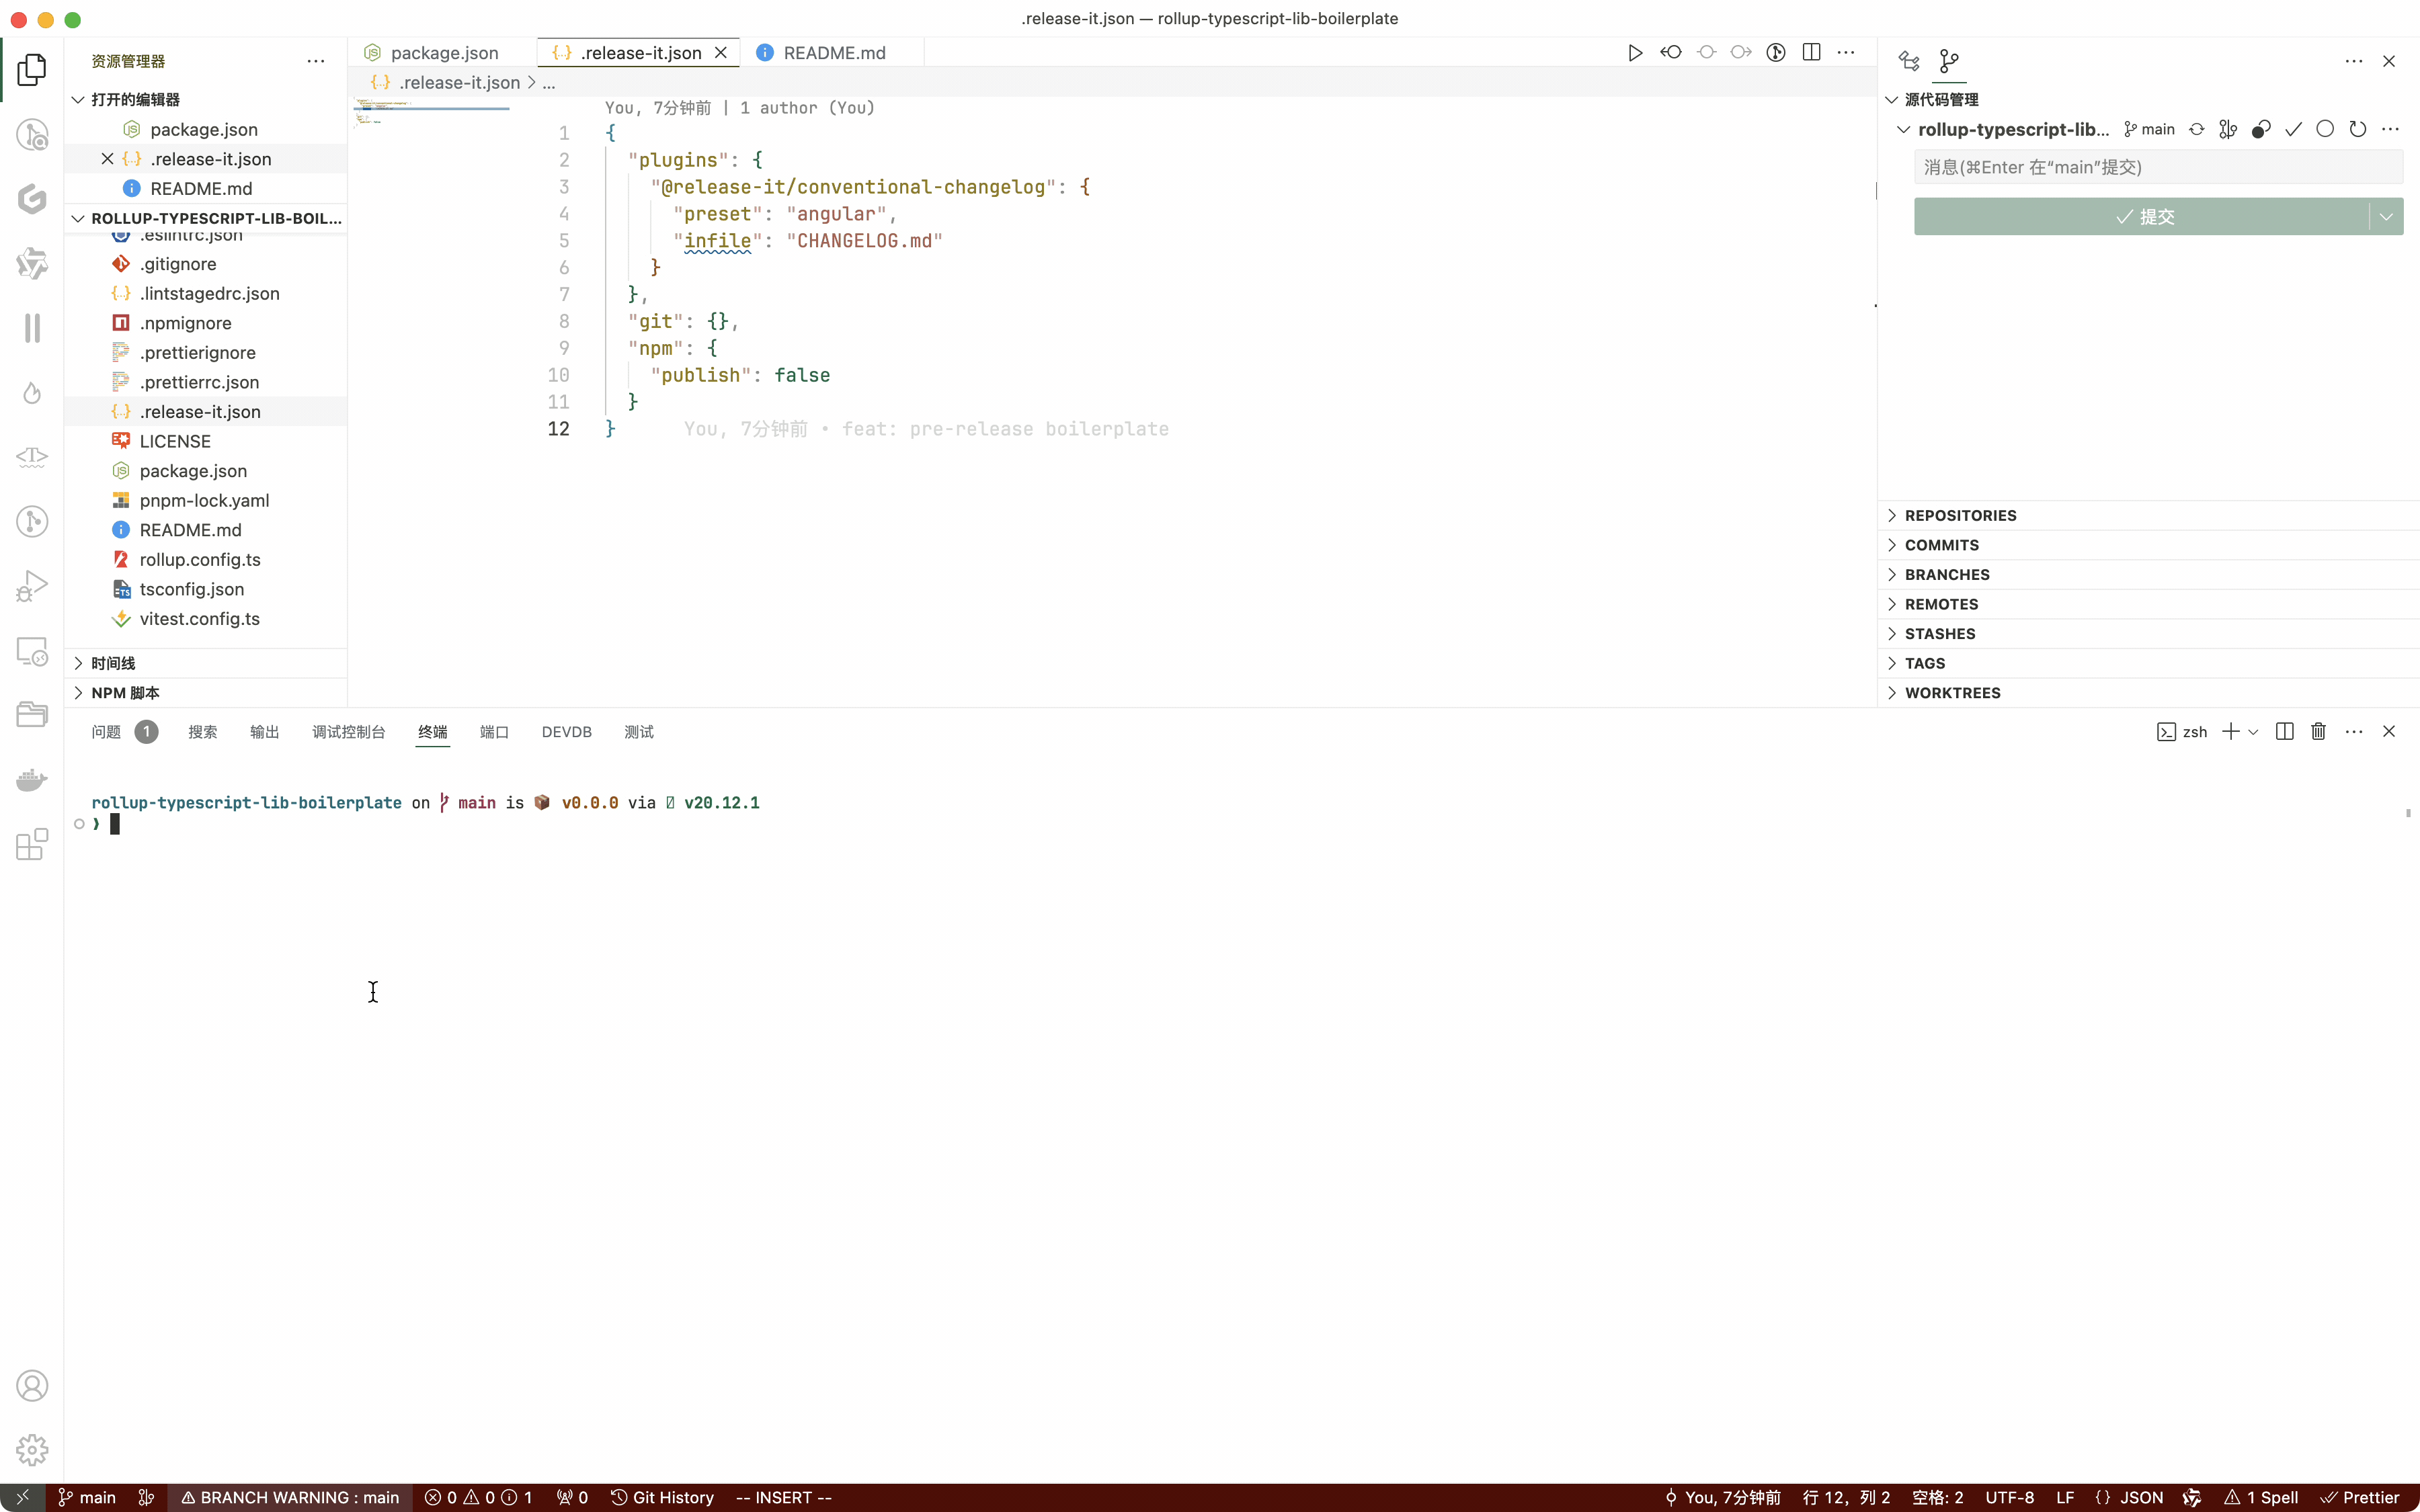 .release-it.json — rollup-typescript-lib-boilerplate
资源管理器
打开的编辑器
package.json
.release-it.json
README.md
ROLLUP-TYPESCRIPT-LIB-BOIL...
.eslintrc.json
.gitignore
.lintstagedrc.json
.npmignore
.prettierignore
.prettierrc.json
.release-it.json
LICENSE
package.json
pnpm-lock.yaml
README.md
rollup.config.ts
tsconfig.json
vitest.config.ts
时间线
NPM 脚本
package.json .release-it.json README.md
.release-it.json > ...
You, 7分钟前 | 1 author (You)
1 {
2 "plugins": {
3 "@release-it/conventional-changelog": {
4 "preset": "angular",
5 "infile": "CHANGELOG.md"
6 }
7 },
8 "git": {},
9 "npm": {
10 "publish": false
11 }
12 } You, 7分钟前 • feat: pre-release boilerplate
源代码管理
rollup-typescript-lib... main
消息(⌘Enter 在“main”提交)
提交
REPOSITORIES
COMMITS
BRANCHES
REMOTES
STASHES
TAGS
WORKTREES
问题 1 搜索 输出 调试控制台 终端 端口 DEVDB 测试 zsh
rollup-typescript-lib-boilerplate on main is v0.0.0 via v20.12.1
❯
main BRANCH WARNING : main 0 0 1 0 Git History -- INSERT -- You, 7分钟前 行 12，列 2 空格: 2 UTF-8 LF {} JSON 1 Spell Prettier